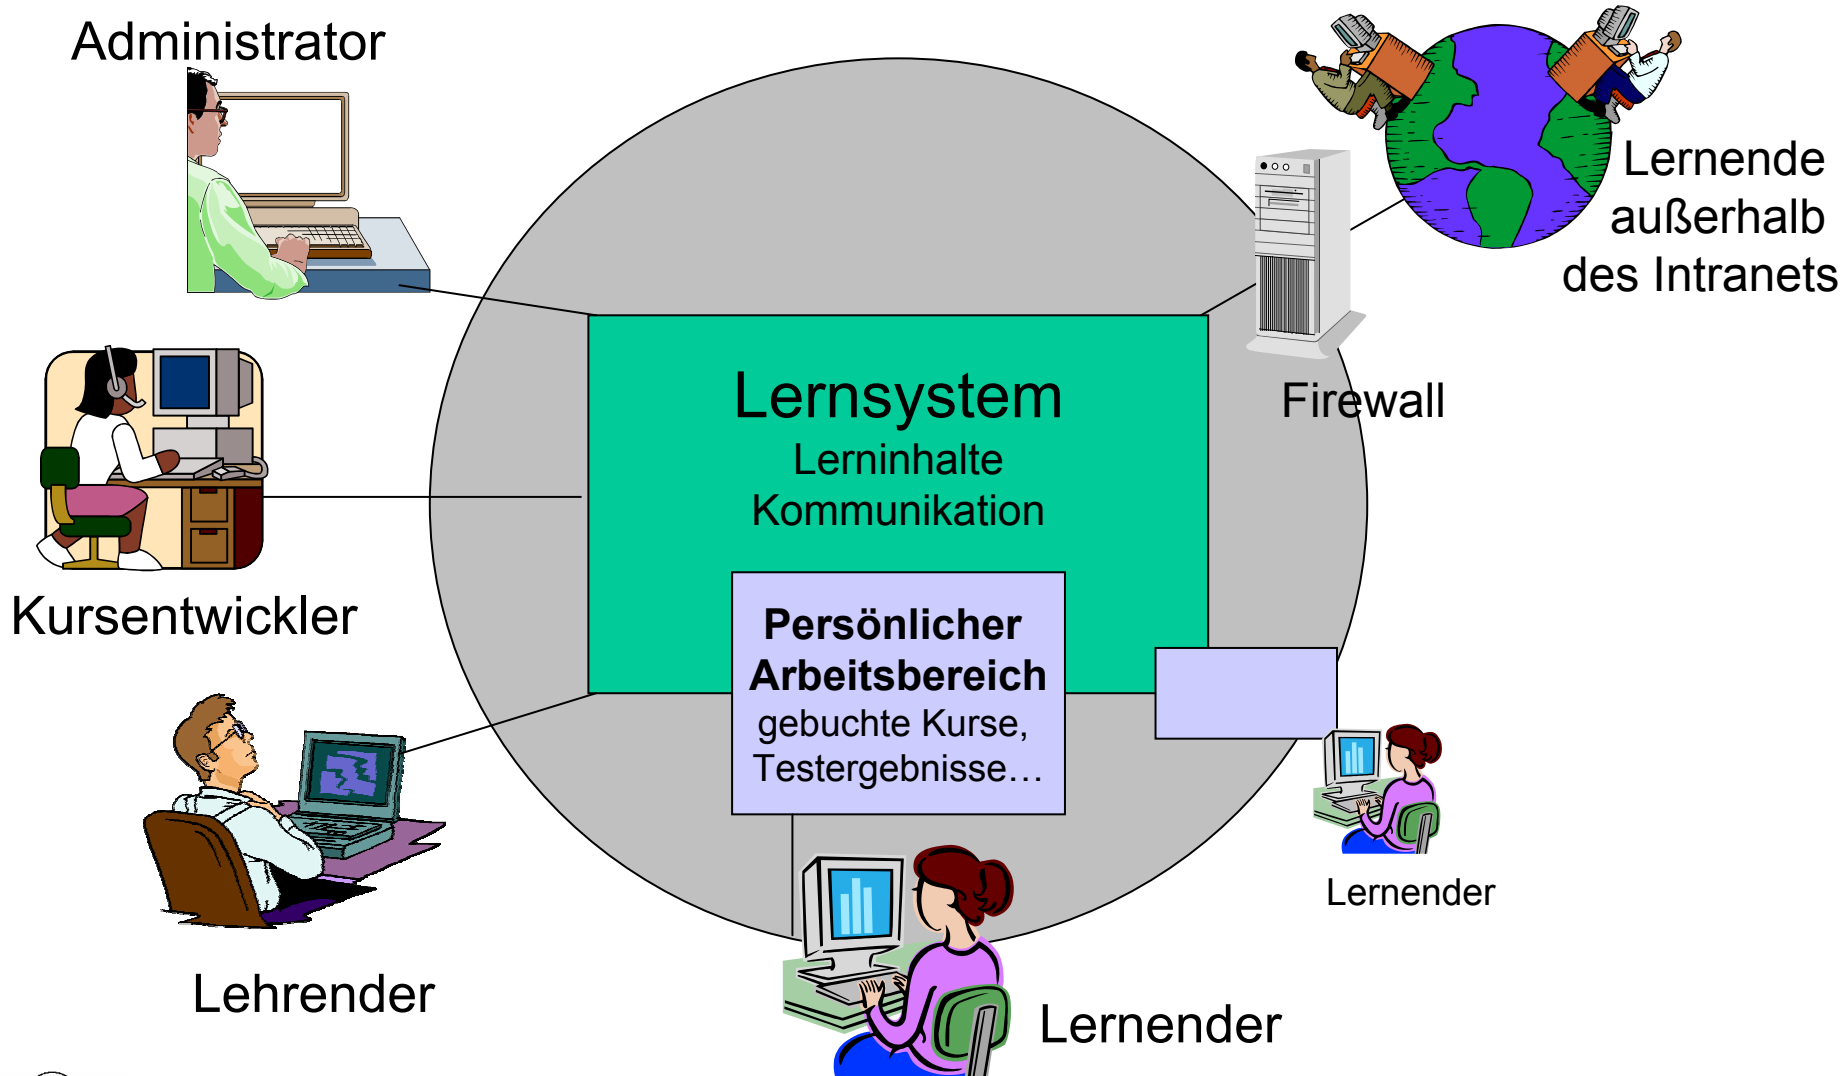 Administrator
Lernende
außerhalb
des Intranets
Firewall
Lernsystem
Lerninhalte
Kommunikation
Kursentwickler
Persönlicher
Arbeitsbereich
gebuchte Kurse,
Testergebnisse…
Lernender
Lehrender
Lernender